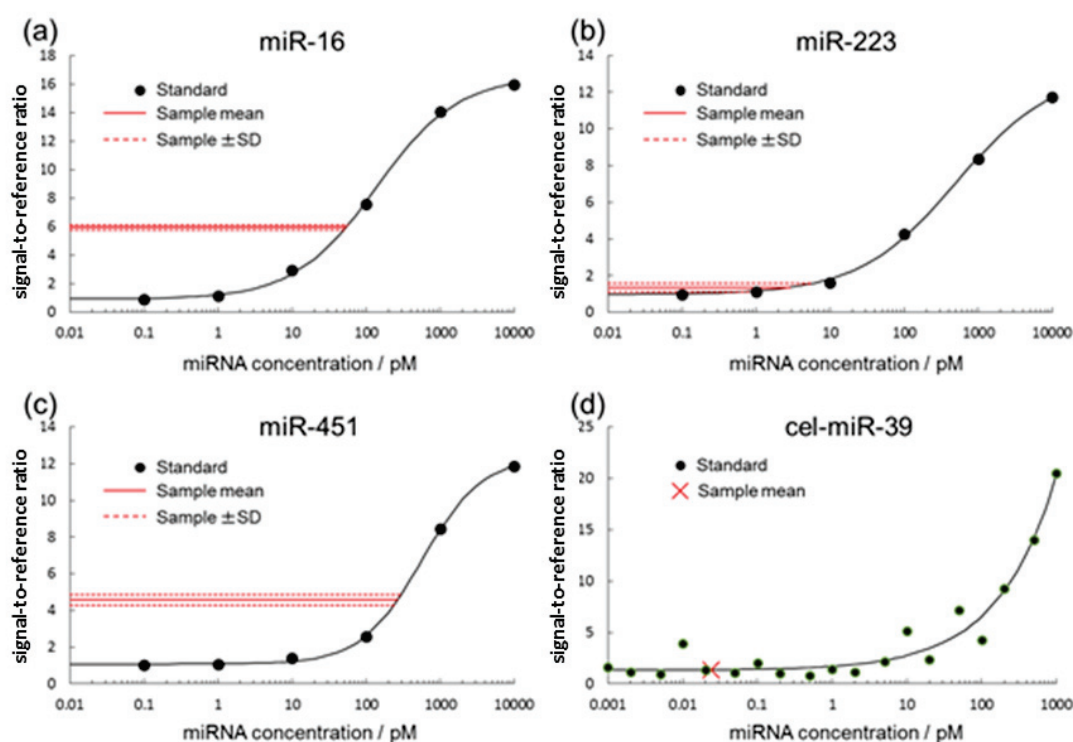 (a)
miR-16
18
16
14
12
10
8
6
4
2
0
signal-to-reference ratio
Standard
Sample mean
Sample ±SD
0.01 0.1 1 10 100 1000 10000
miRNA concentration / pM
(b)
miR-223
14
12
10
8
6
4
2
0
signal-to-reference ratio
Standard
Sample mean
Sample ±SD
0.01 0.1 1 10 100 1000 10000
miRNA concentration / pM
(c)
miR-451
14
12
10
8
6
4
2
0
signal-to-reference ratio
Standard
Sample mean
Sample ±SD
0.01 0.1 1 10 100 1000 10000
miRNA concentration / pM
(d)
cel-miR-39
25
20
15
10
5
0
signal-to-reference ratio
Standard
Sample mean
0.001 0.01 0.1 1 10 100 1000
miRNA concentration / pM